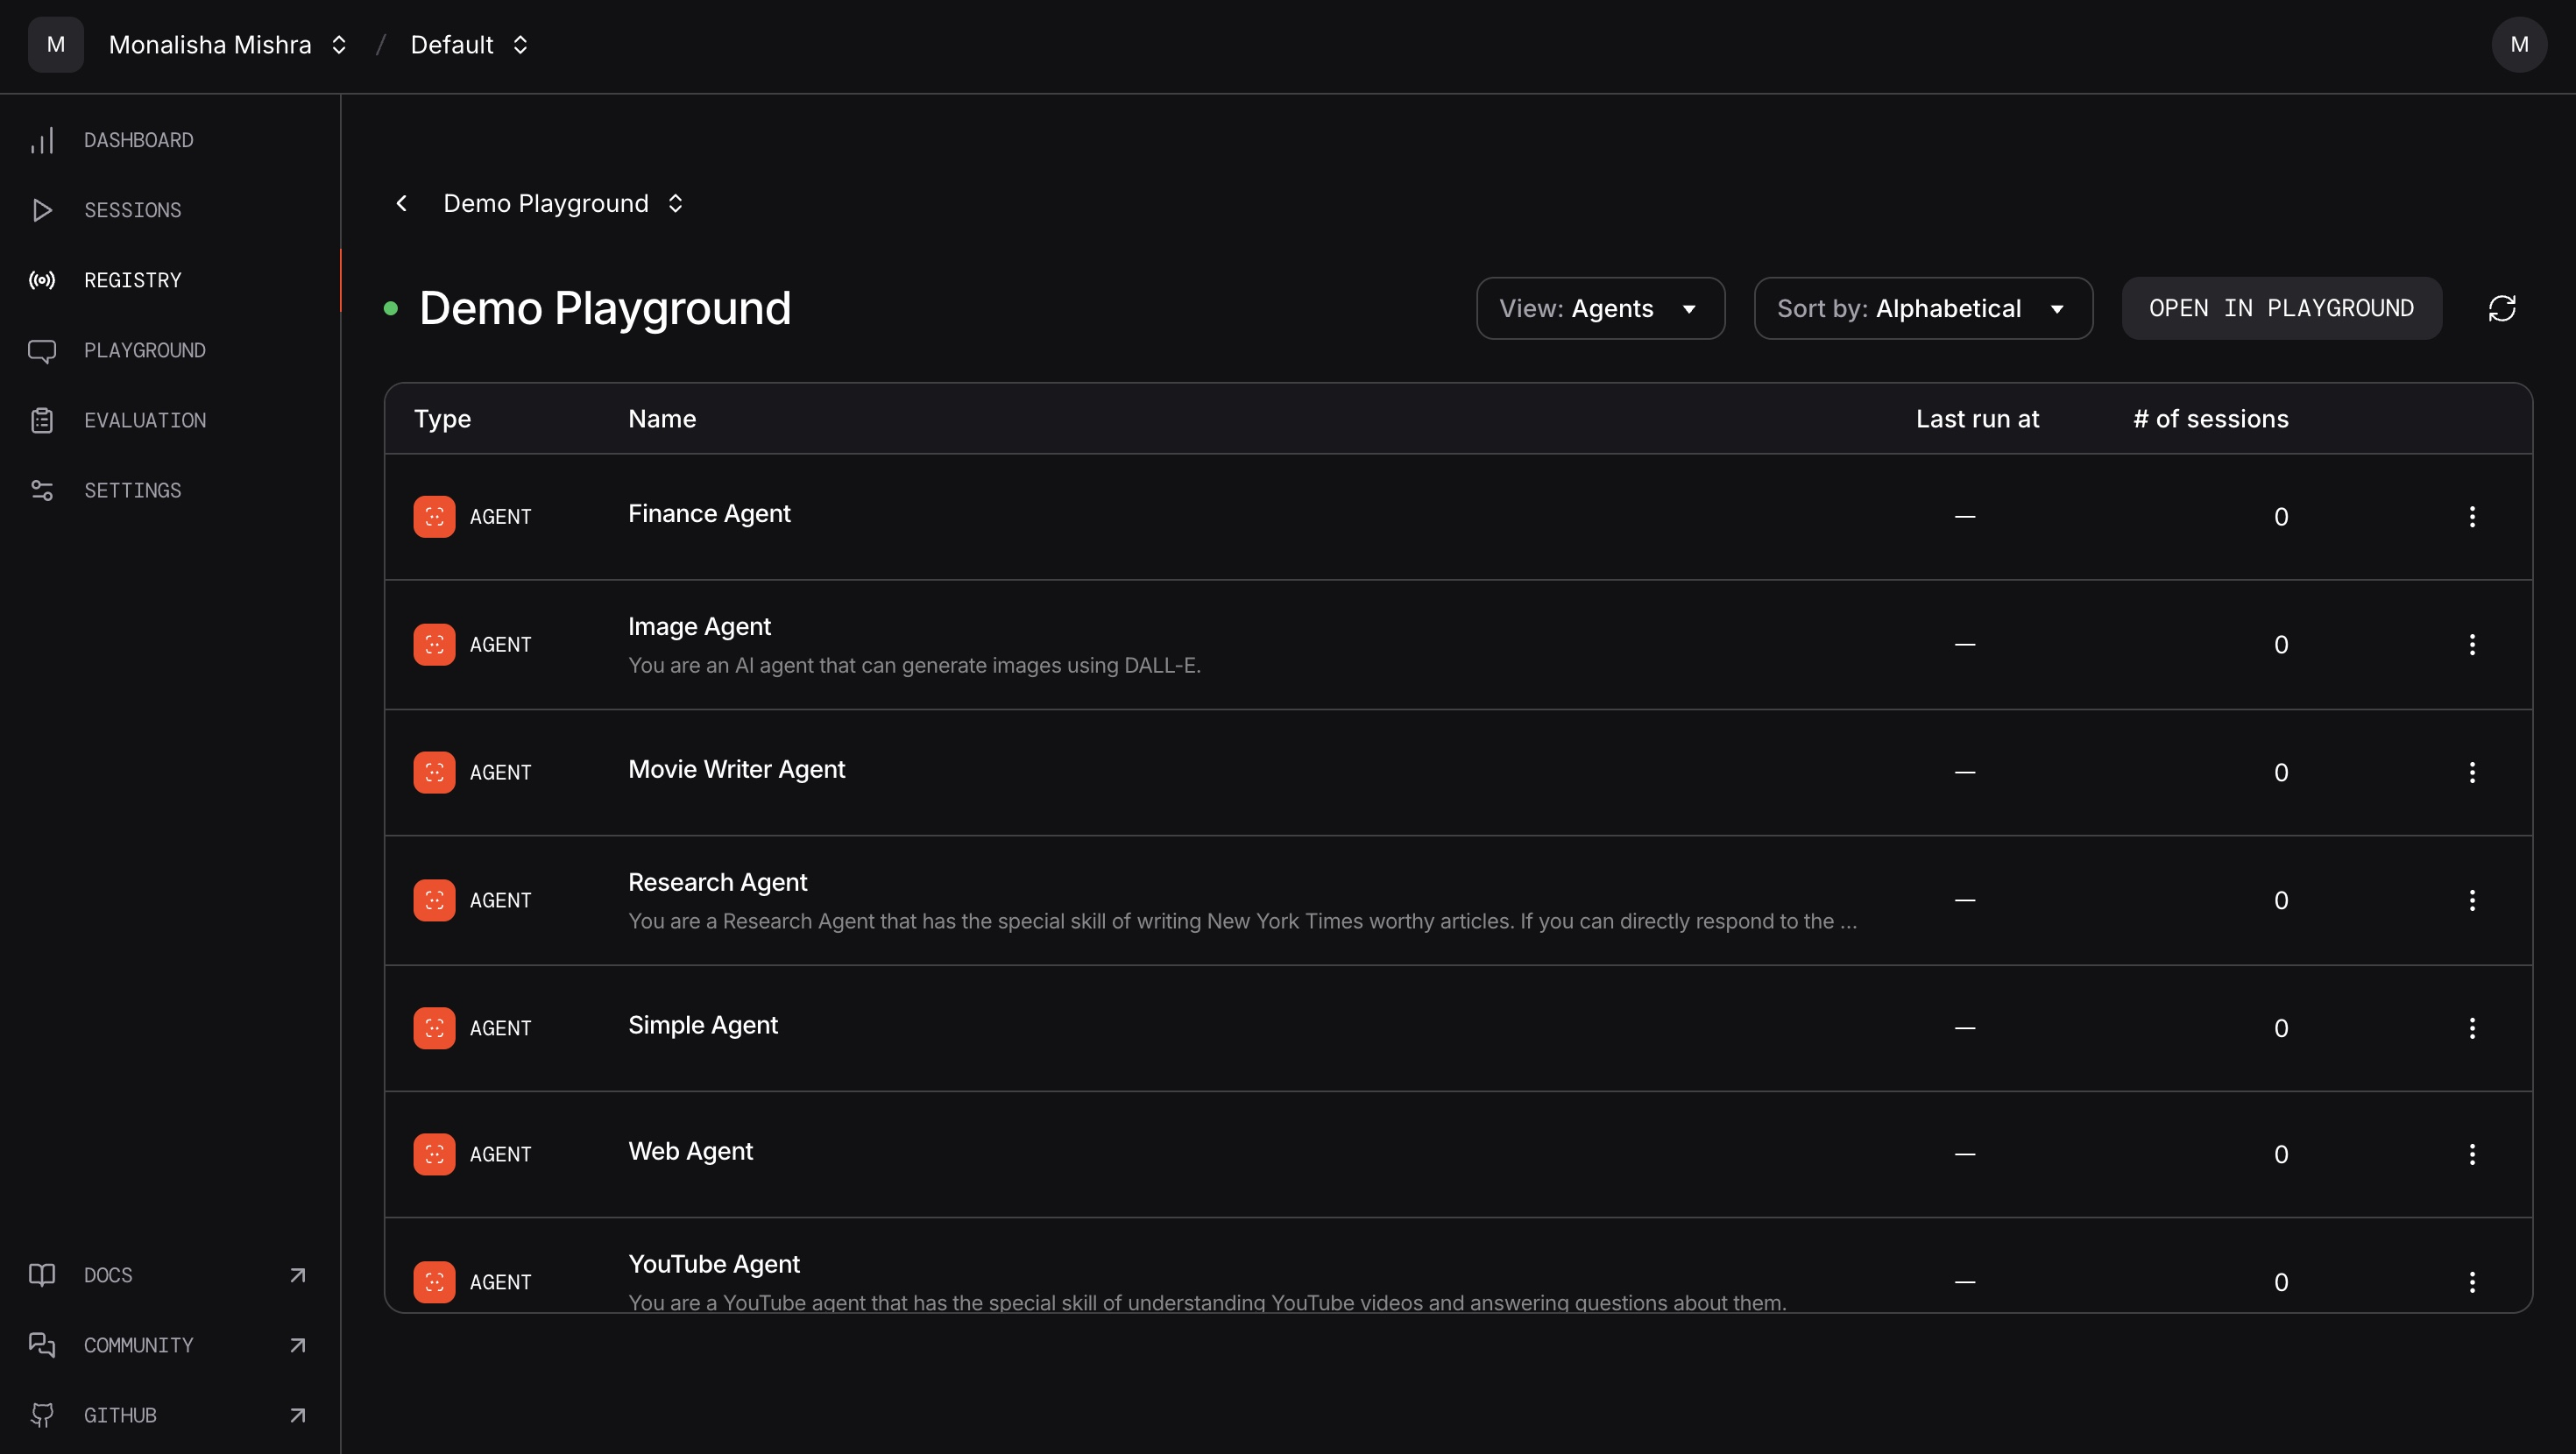 M Monalisha Mishra / Default M
DASHBOARD
SESSIONS
REGISTRY
PLAYGROUND
EVALUATION
SETTINGS
DOCS
COMMUNITY
GITHUB
Demo Playground
Demo Playground View: Agents Sort by: Alphabetical OPEN IN PLAYGROUND
Type Name Last run at # of sessions
AGENT Finance Agent — 0
AGENT Image Agent — 0
You are an AI agent that can generate images using DALL-E.
AGENT Movie Writer Agent — 0
AGENT Research Agent — 0
You are a Research Agent that has the special skill of writing New York Times worthy articles. If you can directly respond to the ...
AGENT Simple Agent — 0
AGENT Web Agent — 0
AGENT YouTube Agent — 0
You are a YouTube agent that has the special skill of understanding YouTube videos and answering questions about them.